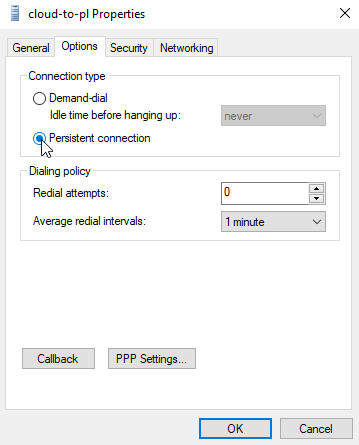 cloud-to-pl Properties
General Options Security Networking
Connection type
Demand-dial
Idle time before hanging up: never
Persistent connection
Dialing policy
Redial attempts: 0
Average redial intervals: 1 minute
Callback PPP Settings...
OK Cancel